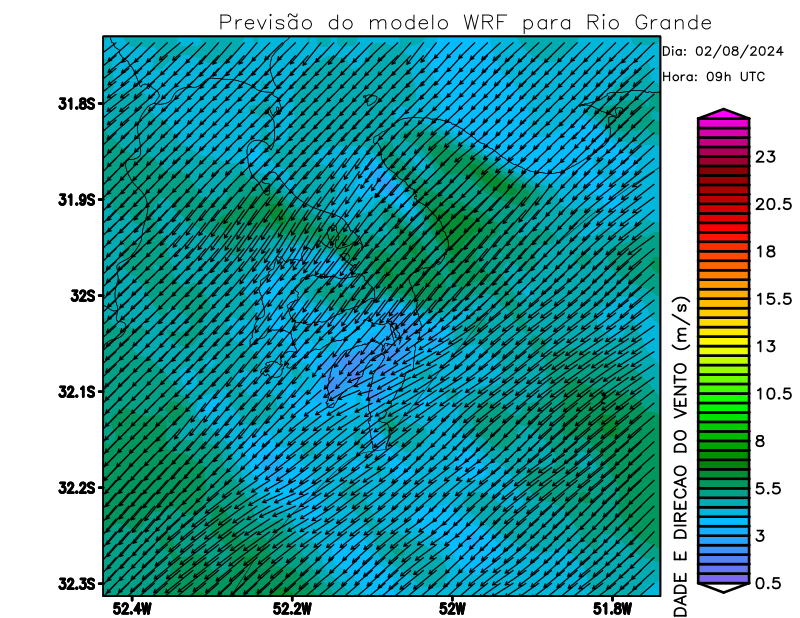 Previsão do modelo WRF para Rio Grande
Dia: 02/08/2024
Hora: 09h UTC
31.8S
31.9S
32S
32.1S
32.2S
32.3S
52.4W
52.2W
52W
51.8W
23
20.5
18
15.5
13
10.5
8
5.5
3
0.5
DADE E DIRECAO DO VENTO (m/s)